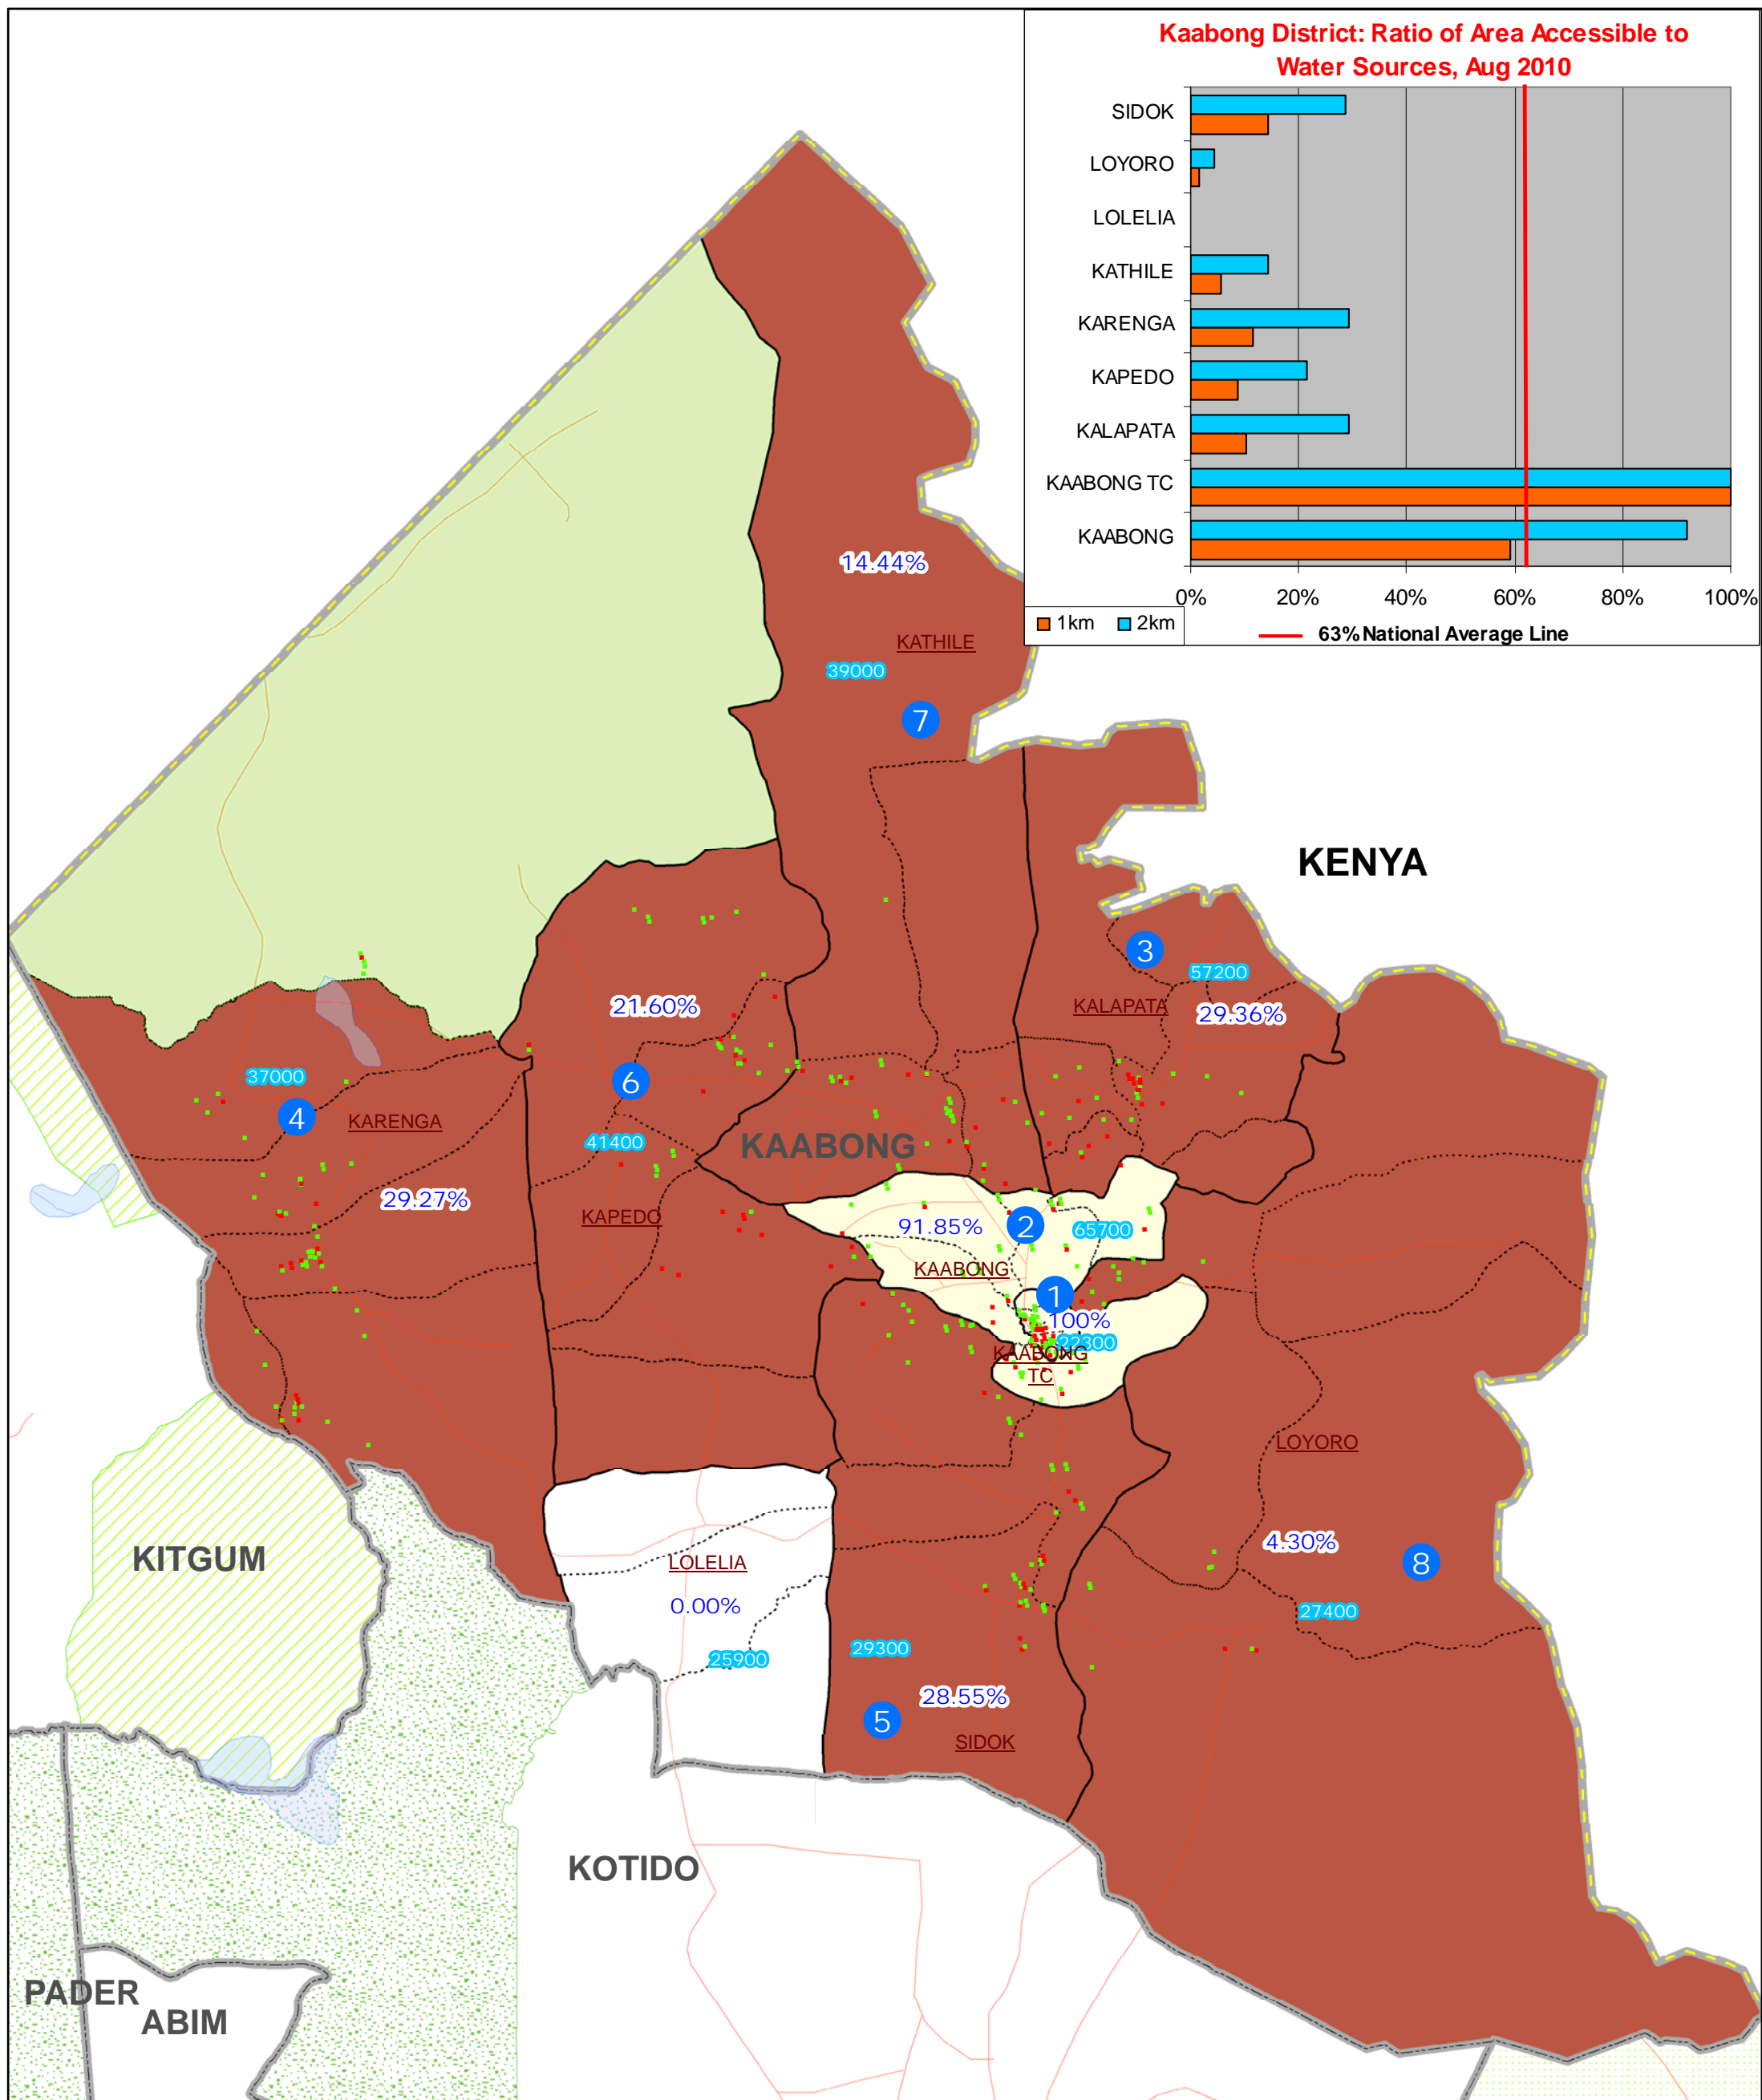 Kaabong District: Ratio of Area Accessible to
Water Sources, Aug 2010
SIDOK
LOYORO
LOLELIA
KATHILE
KARENGA
KAPEDO
KALAPATA
KAABONG TC
KAABONG
0% 20% 40% 60% 80% 100%
1km 2km
63%National Average Line
14.44%
KATHILE
39000
7
KENYA
3
57200
KALAPATA
29.36%
21.60%
6
37000
4
KARENGA
41400
KAABONG
29.27%
KAPEDO
91.85%
2
65700
KAABONG
1
100%
22300
KAABONG
TC
LOYORO
4.30%
8
27400
KITGUM
LOLELIA
0.00%
25900
29300
28.55%
5
SIDOK
KOTIDO
PADER
ABIM